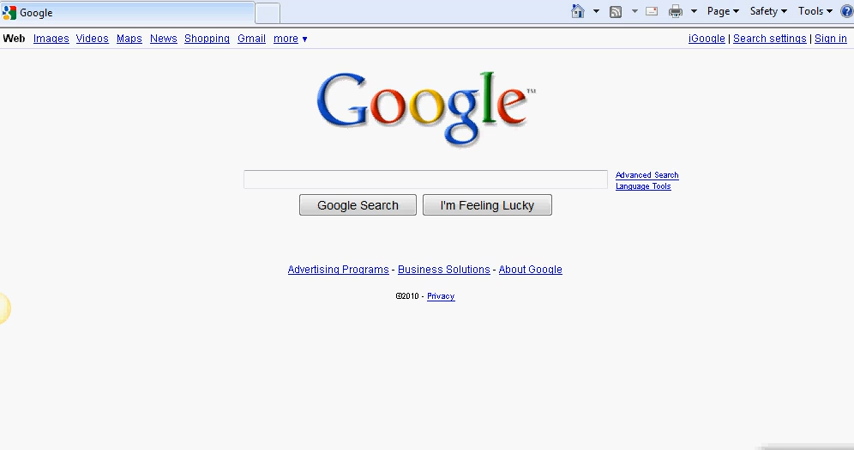 Google
Page Safety Tools ?
Web Images Videos Maps News Shopping Gmail more ▼ iGoogle | Search settings | Sign in
Google™
Advanced Search
Language Tools
Google Search I'm Feeling Lucky
Advertising Programs - Business Solutions - About Google
©2010 - Privacy